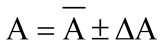 A = A̅ ± ΔA